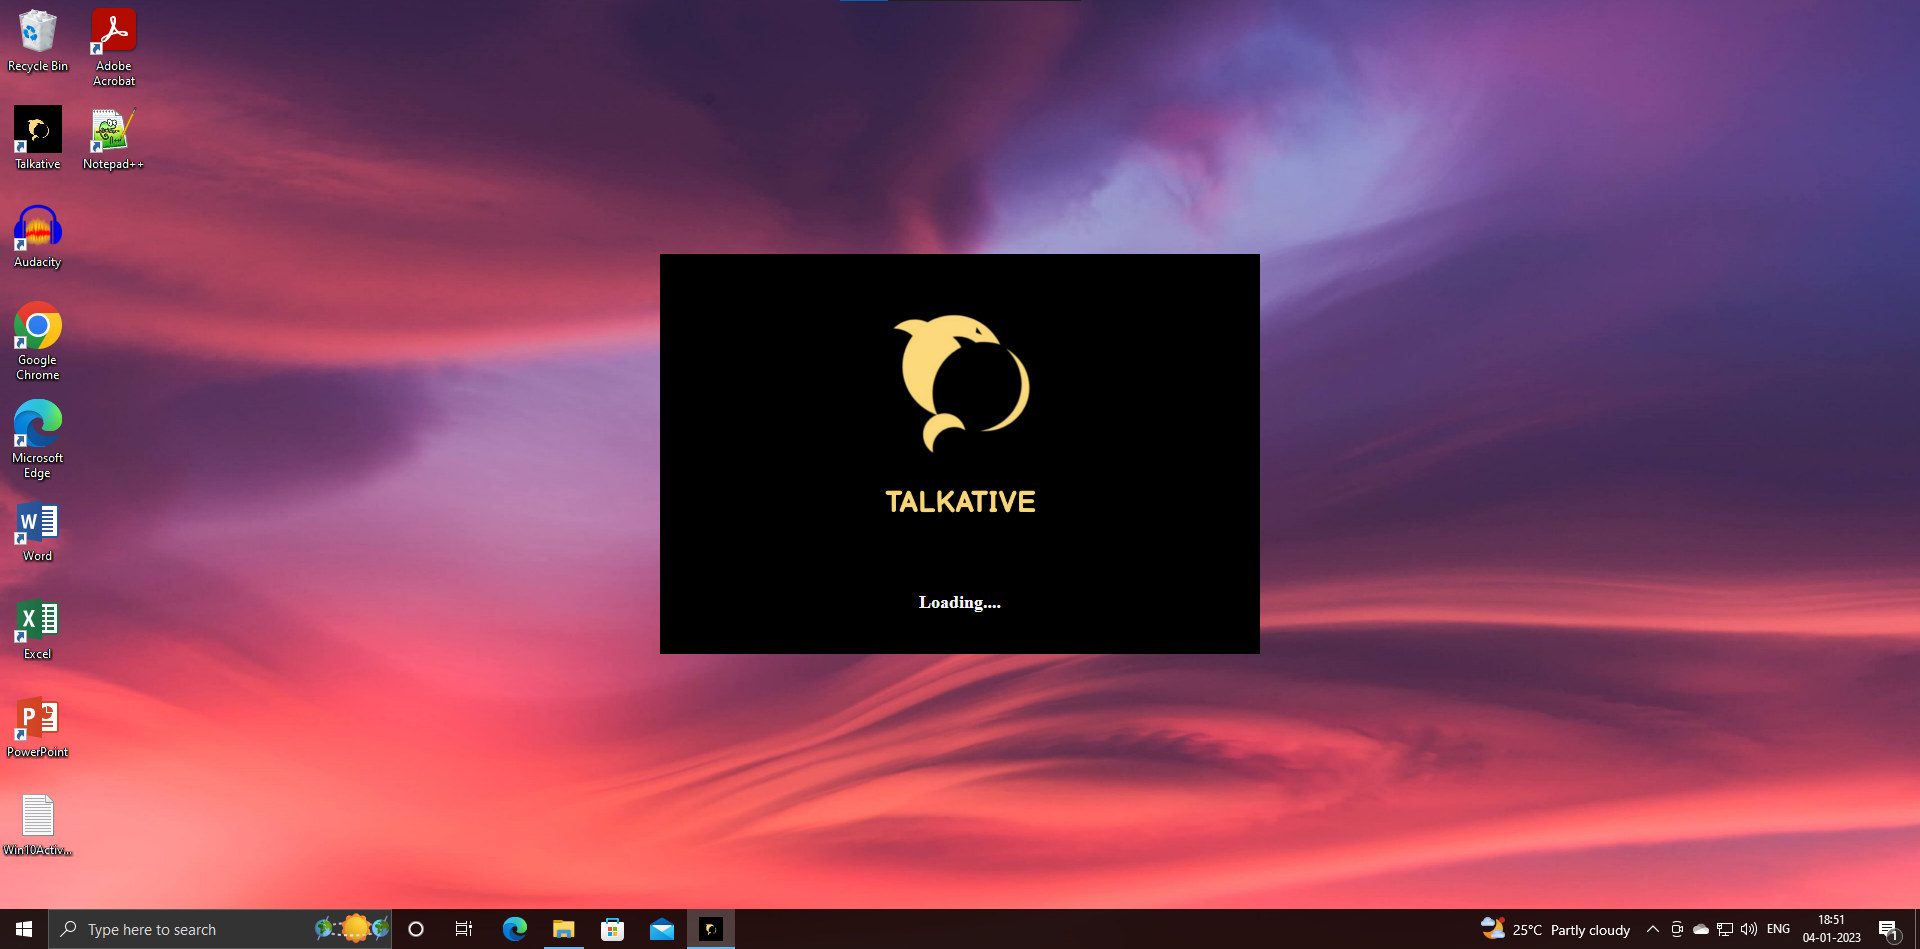 Recycle Bin
Adobe
Acrobat
Talkative
Notepad++
Audacity
Google
Chrome
Microsoft
Edge
Word
Excel
PowerPoint
Win10Activ...
TALKATIVE
Loading....
Type here to search
25°C Partly cloudy
ENG
18:51
04-01-2023
1